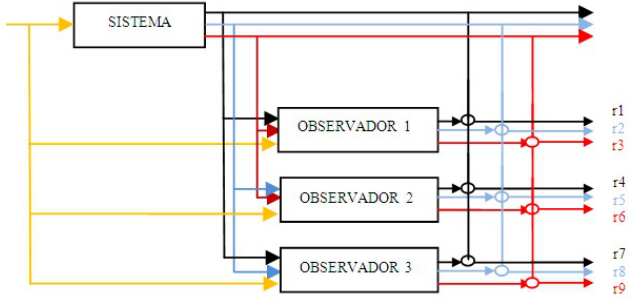 SISTEMA
OBSERVADOR 1
r1
r2
r3
OBSERVADOR 2
r4
r5
r6
OBSERVADOR 3
r7
r8
r9